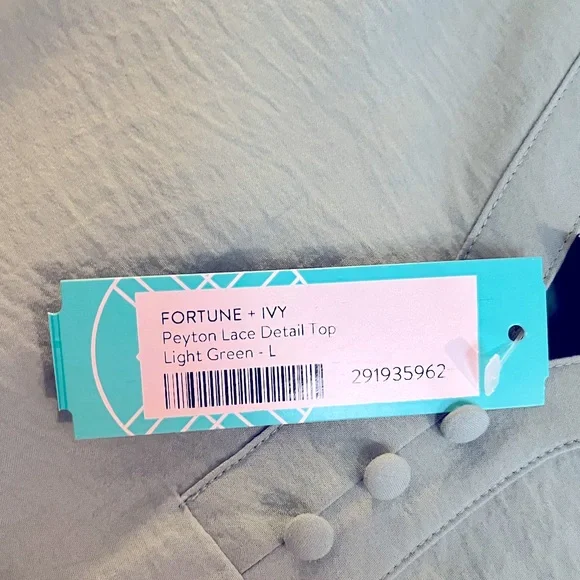 FORTUNE + IVY
Peyton Lace Detail Top
Light Green - L
291935962